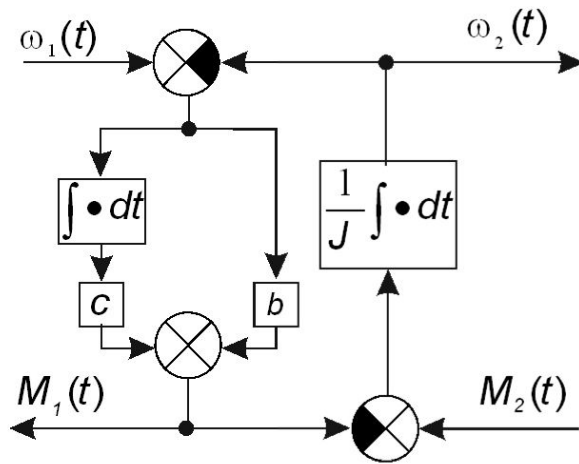 ω₁(t) ω₂(t)
∫ • dt
1/J ∫ • dt
c b
M₁(t) M₂(t)